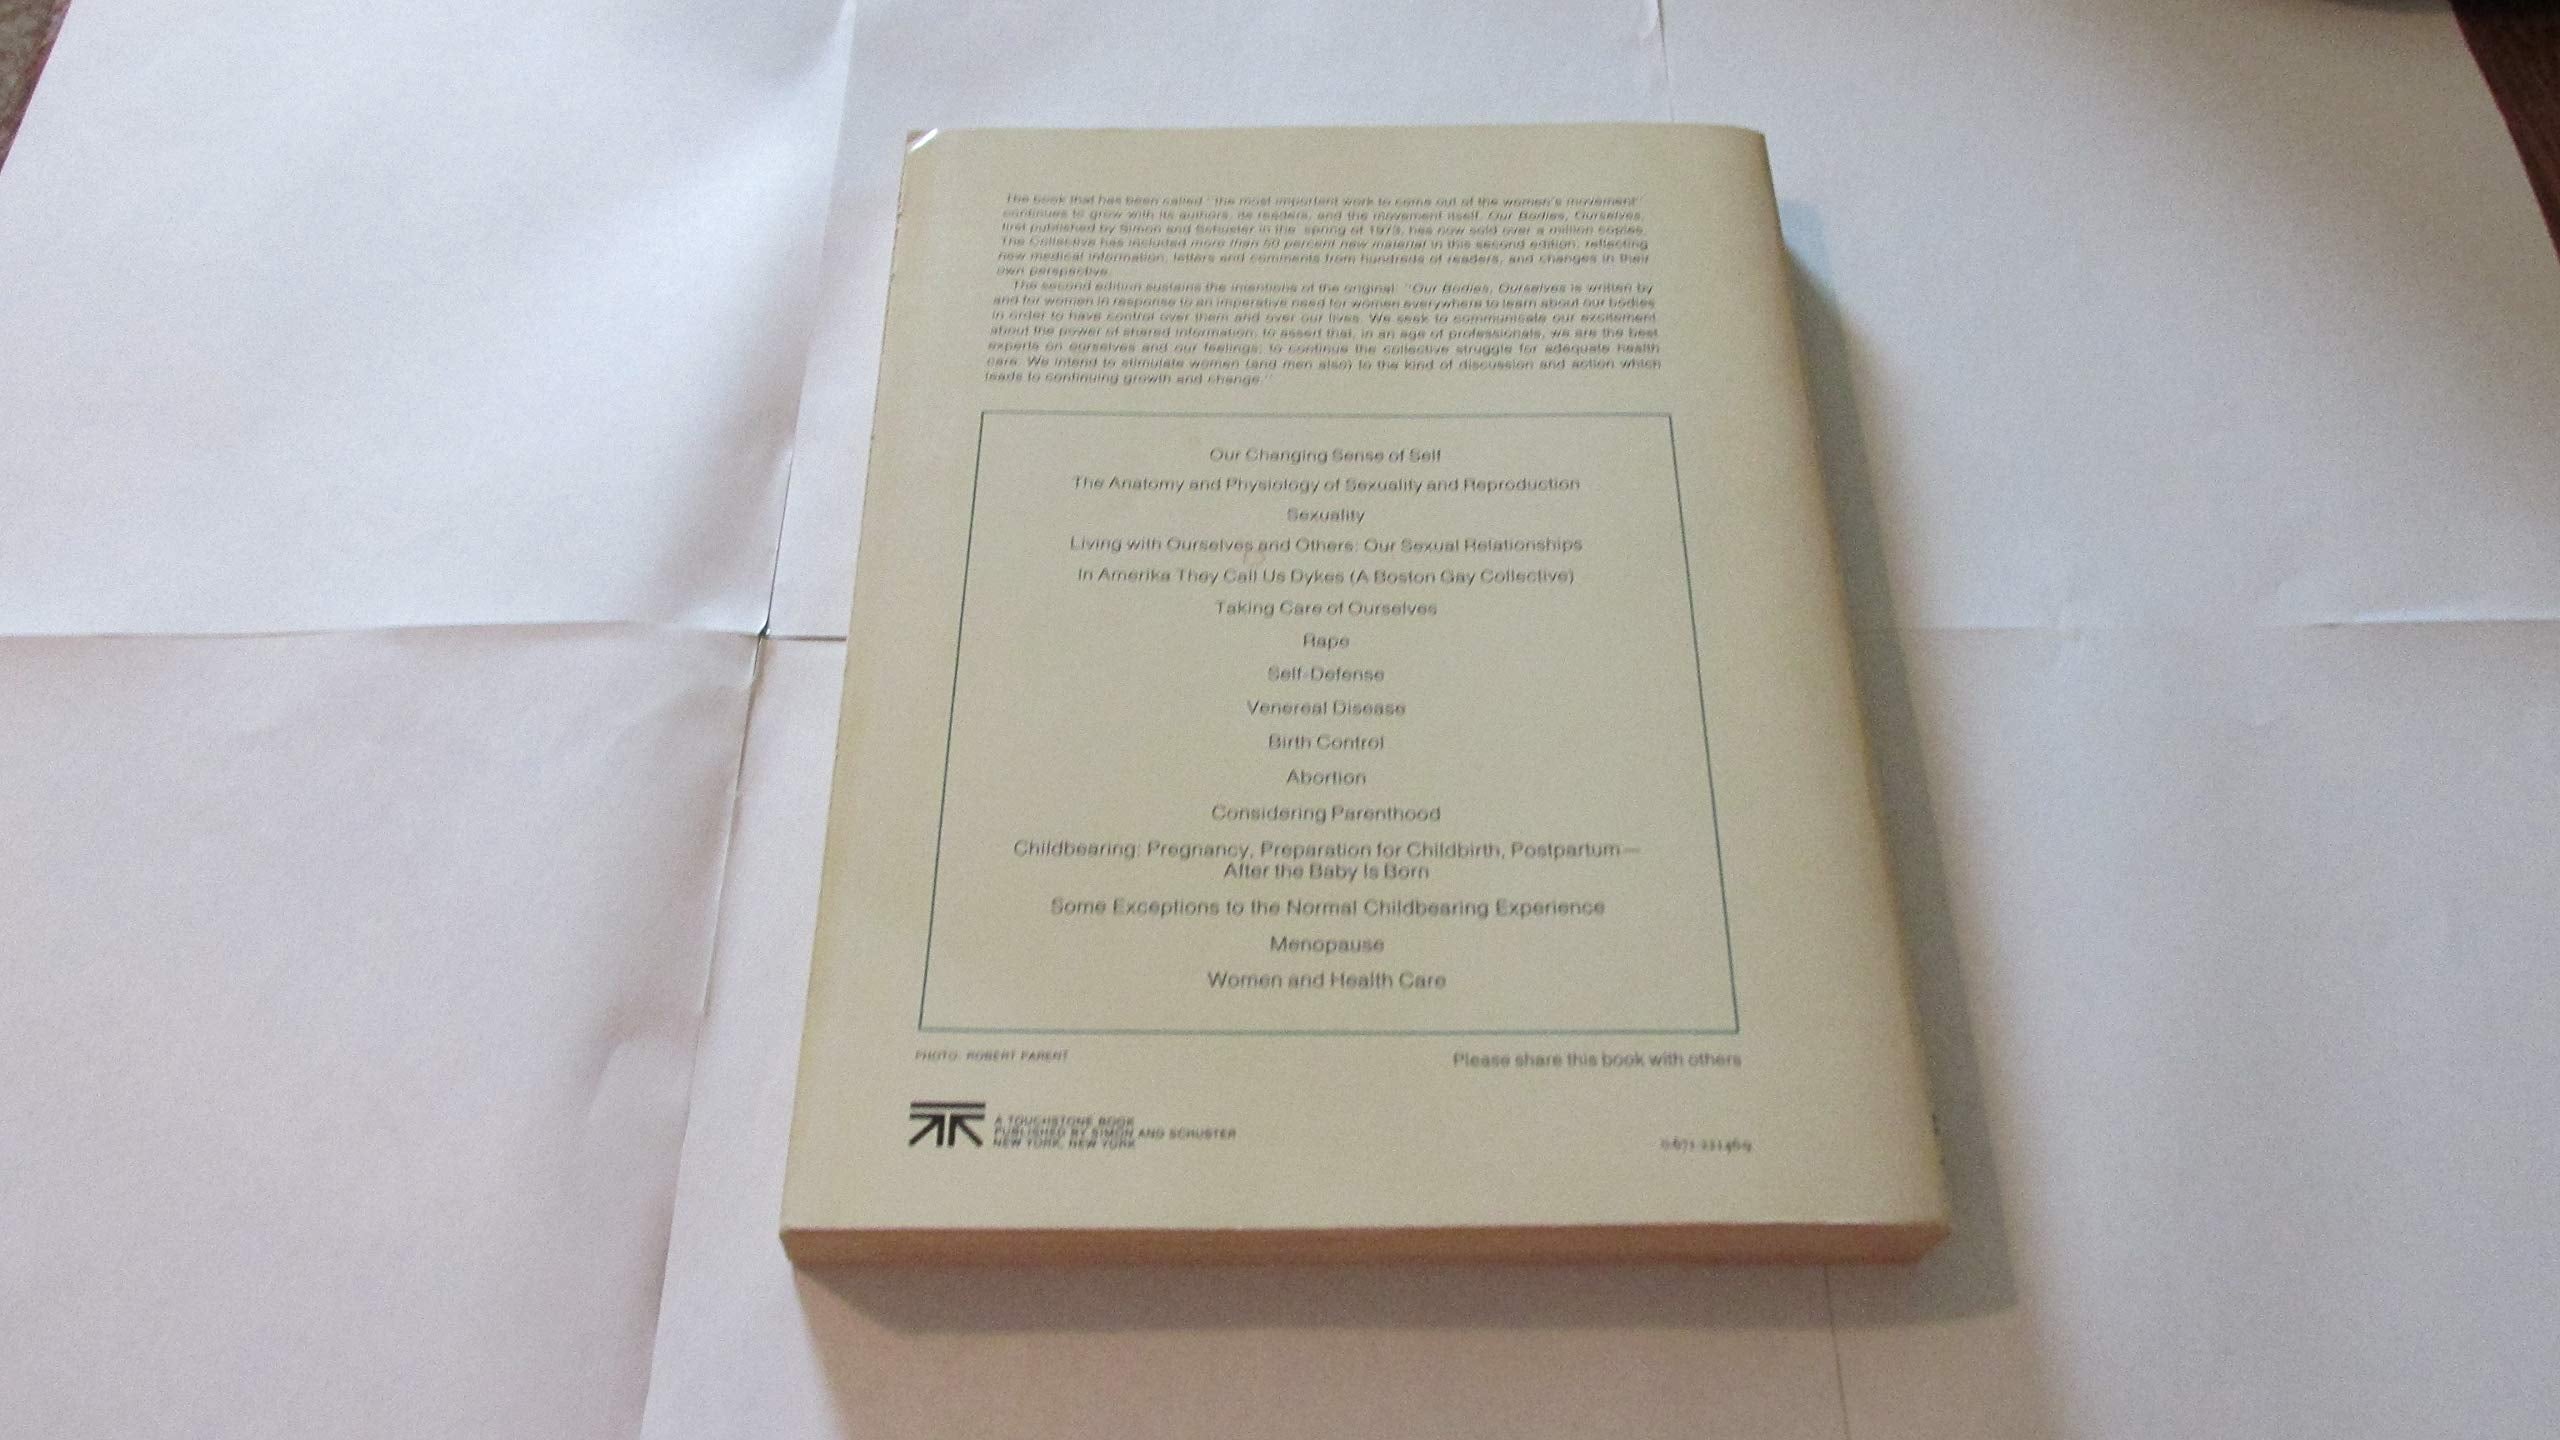 The book that has been called "the most important work to come out of the women's movement"
continues to grow with its authors, its readers, and the movement itself. Our Bodies, Ourselves,
first published by Simon and Schuster in the spring of 1973, has now sold over a million copies.
The Collective has included more than 50 percent new material in this second edition, reflecting
new medical information, letters and comments from hundreds of readers, and changes in their
own perspective.
The second edition sustains the intentions of the original: "Our Bodies, Ourselves is written by
and for women in response to an imperative need for women everywhere to learn about our bodies
in order to have control over them and over our lives. We seek to communicate our excitement
about the power of shared information; to assert that, in an age of professionals, we are the best
experts on ourselves and our feelings; to continue the collective struggle for adequate health
care. We intend to stimulate women (and men also) to the kind of discussion and action which
leads to continuing growth and change."
Our Changing Sense of Self
The Anatomy and Physiology of Sexuality and Reproduction
Sexuality
Living with Ourselves and Others: Our Sexual Relationships
In Amerika They Call Us Dykes (A Boston Gay Collective)
Taking Care of Ourselves
Rape
Self-Defense
Venereal Disease
Birth Control
Abortion
Considering Parenthood
Childbearing: Pregnancy, Preparation for Childbirth, Postpartum—
After the Baby Is Born
Some Exceptions to the Normal Childbearing Experience
Menopause
Women and Health Care
PHOTO: ROBERT PARENT
Please share this book with others
A TOUCHSTONE BOOK
PUBLISHED BY SIMON AND SCHUSTER
NEW YORK, NEW YORK